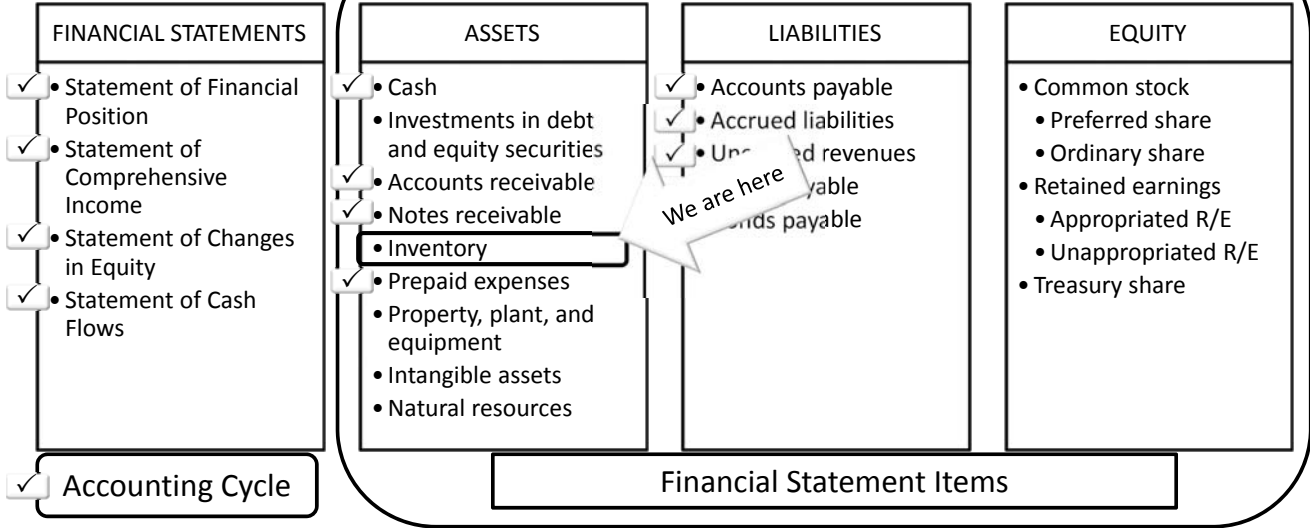 FINANCIAL STATEMENTS
• Statement of Financial
Position
• Statement of
Comprehensive
Income
• Statement of Changes
in Equity
• Statement of Cash
Flows
Accounting Cycle
ASSETS
• Cash
• Investments in debt
and equity securities
• Accounts receivable
• Notes receivable
• Inventory
• Prepaid expenses
• Property, plant, and
equipment
• Intangible assets
• Natural resources
We are here
LIABILITIES
• Accounts payable
• Accrued liabilities
• revenues
payable
EQUITY
• Common stock
• Preferred share
• Ordinary share
• Retained earnings
• Appropriated R/E
• Unappropriated R/E
• Treasury share
Financial Statement Items